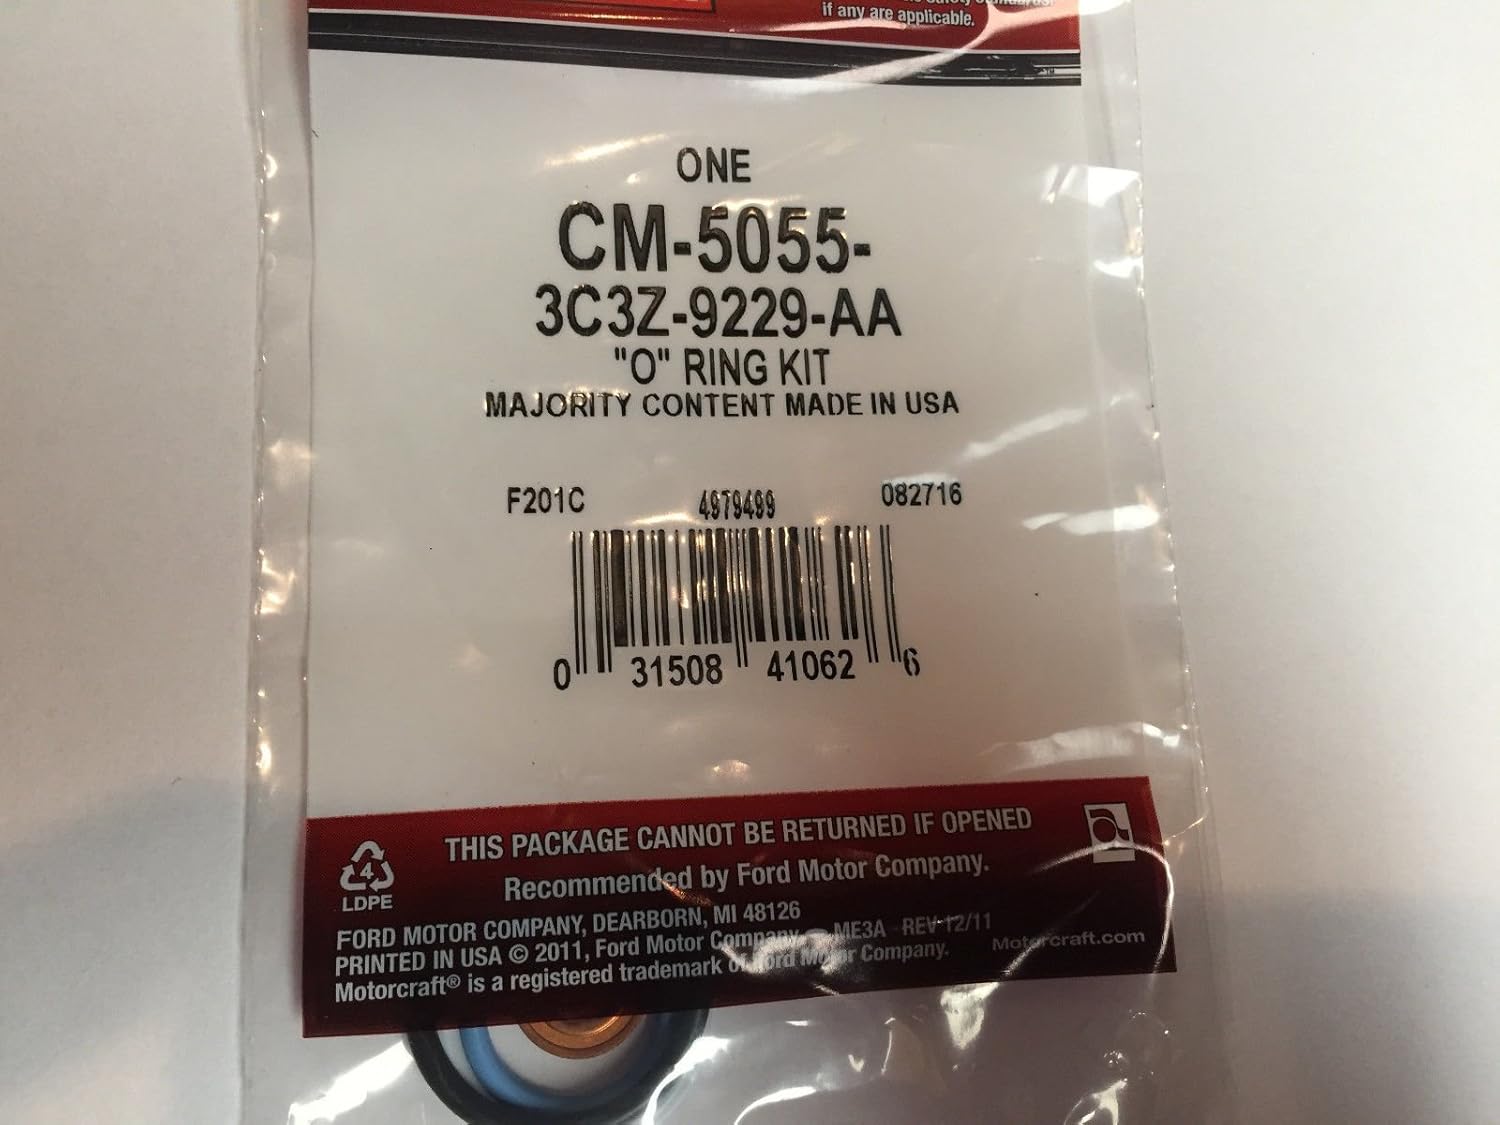 if any are applicable.
ONE
CM-5055-
3C3Z-9229-AA
"O" RING KIT
MAJORITY CONTENT MADE IN USA
F201C 4979499 082716
0 31508 41062 6
THIS PACKAGE CANNOT BE RETURNED IF OPENED
Recommended by Ford Motor Company.
4
LDPE
FORD MOTOR COMPANY, DEARBORN, MI 48126
PRINTED IN USA © 2011, Ford Motor Company ME3A REV 12/11
Motorcraft® is a registered trademark of Ford Motor Company.
Motorcraft.com